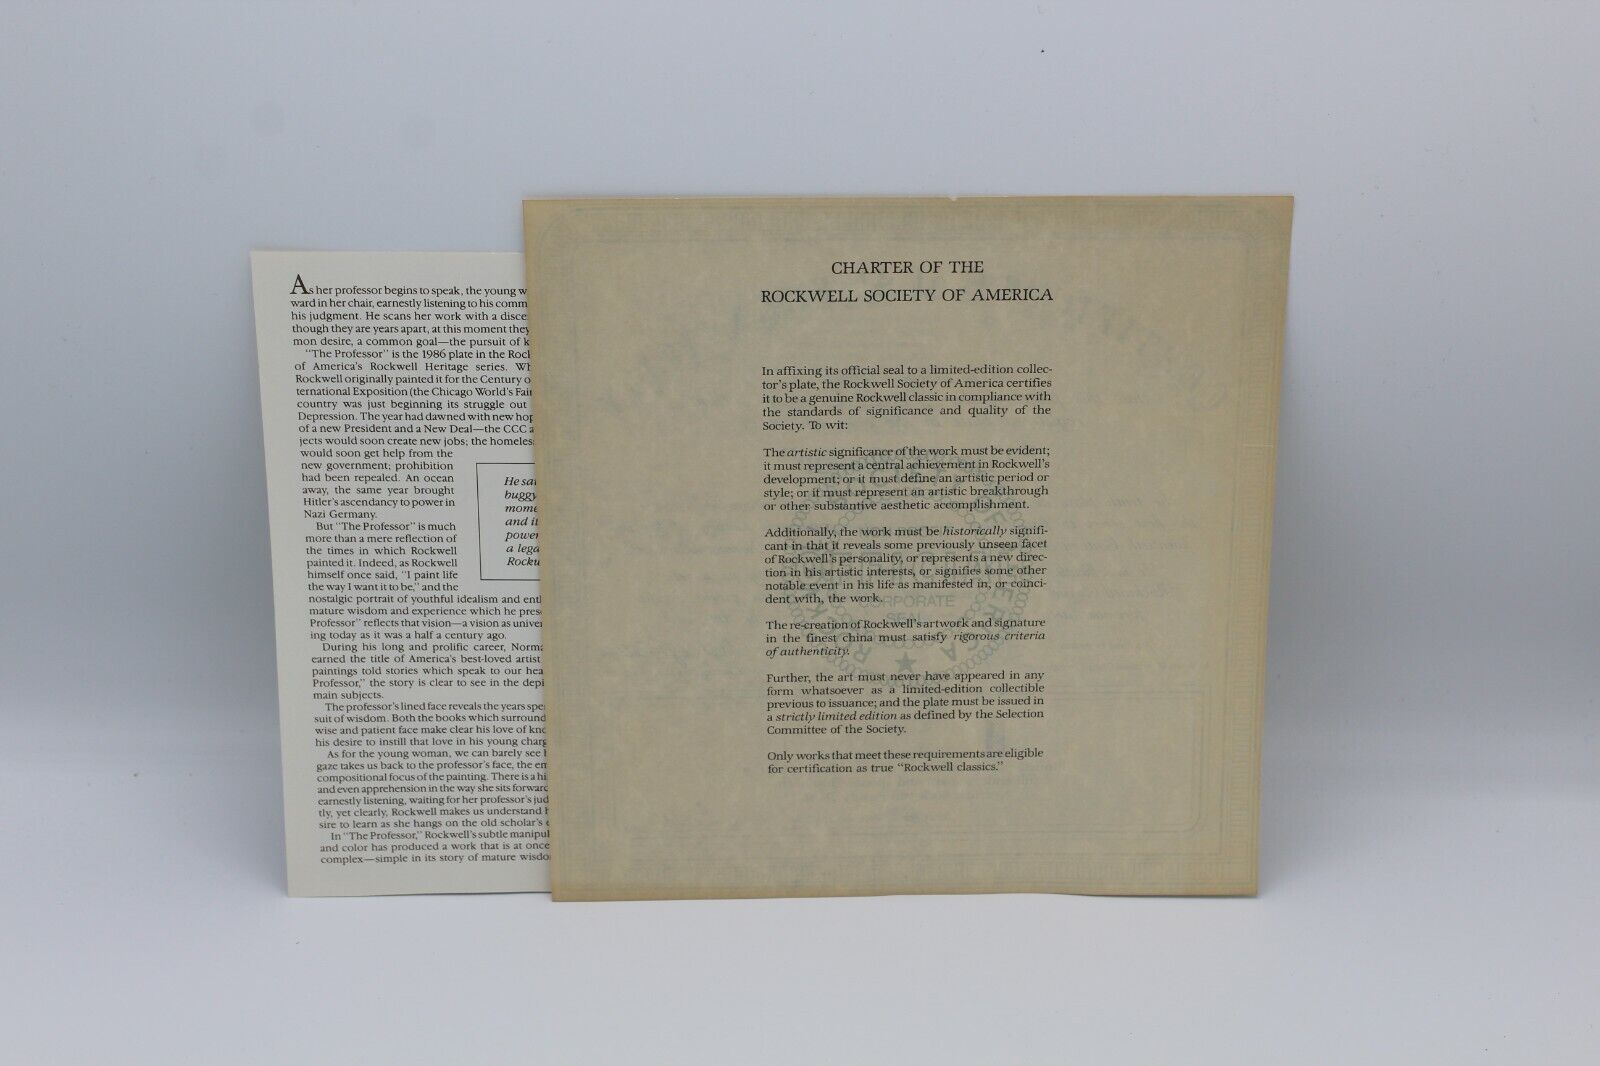 As her professor begins to speak, the young w
ward in her chair, earnestly listening to his comm
his judgment. He scans her work with a disce
though they are years apart, at this moment they
mon desire, a common goal—the pursuit of k
"The Professor" is the 1986 plate in the Rock
of America's Rockwell Heritage series. Wh
Rockwell originally painted it for the Century o
ternational Exposition (the Chicago World's Fair
country was just beginning its struggle out
Depression. The year had dawned with new hop
of a new President and a New Deal—the CCC a
jects would soon create new jobs; the homeles
would soon get help from the
new government; prohibition
had been repealed. An ocean
away, the same year brought
Hitler's ascendancy to power in
Nazi Germany.
But "The Professor" is much
more than a mere reflection of
the times in which Rockwell
painted it. Indeed, as Rockwell
himself once said, "I paint life
the way I want it to be," and the
nostalgic portrait of youthful idealism and enth
mature wisdom and experience which he pres
Professor" reflects that vision—a vision as univer
ing today as it was a half a century ago.
During his long and prolific career, Norma
earned the title of America's best-loved artist
paintings told stories which speak to our hea
Professor," the story is clear to see in the depi
main subjects.
The professor's lined face reveals the years spe
suit of wisdom. Both the books which surround
wise and patient face make clear his love of kno
his desire to instill that love in his young charg
As for the young woman, we can barely see h
gaze takes us back to the professor's face, the em
compositional focus of the painting. There is a hi
and even apprehension in the way she sits forward
earnestly listening, waiting for her professor's jud
tly, yet clearly, Rockwell makes us understand h
sire to learn as she hangs on the old scholar's e
In "The Professor," Rockwell's subtle manipul
and color has produced a work that is at once
complex—simple in its story of mature wisdo
He sa
buggy
mome
and it
power
a lega
Rockw
CHARTER OF THE
ROCKWELL SOCIETY OF AMERICA
In affixing its official seal to a limited-edition collec-
tor's plate, the Rockwell Society of America certifies
it to be a genuine Rockwell classic in compliance with
the standards of significance and quality of the
Society. To wit:
The artistic significance of the work must be evident;
it must represent a central achievement in Rockwell's
development; or it must define an artistic period or
style; or it must represent an artistic breakthrough
or other substantive aesthetic accomplishment.
Additionally, the work must be historically signifi-
cant in that it reveals some previously unseen facet
of Rockwell's personality, or represents a new direc-
tion in his artistic interests, or signifies some other
notable event in his life as manifested in, or coinci-
dent with, the work.
The re-creation of Rockwell's artwork and signature
in the finest china must satisfy rigorous criteria
of authenticity.
Further, the art must never have appeared in any
form whatsoever as a limited-edition collectible
previous to issuance; and the plate must be issued in
a strictly limited edition as defined by the Selection
Committee of the Society.
Only works that meet these requirements are eligible
for certification as true "Rockwell classics."
CORPORATE
SEAL